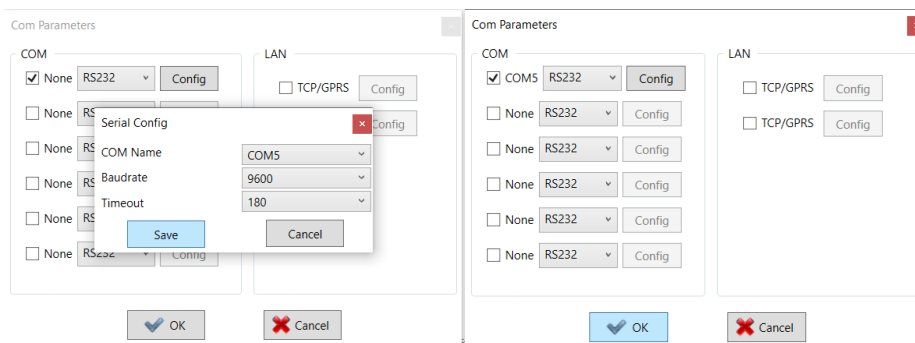 Com Parameters
COM
LAN
None RS232 Config
TCP/GPRS Config
None RS
Config
Serial Config
None RS
COM Name COM5
None RS
Baudrate 9600
Timeout 180
None RS
Save Cancel
None RS232 Config
OK Cancel
Com Parameters
COM
LAN
COM5 RS232 Config
TCP/GPRS Config
None RS232 Config
TCP/GPRS Config
None RS232 Config
None RS232 Config
None RS232 Config
None RS232 Config
OK Cancel